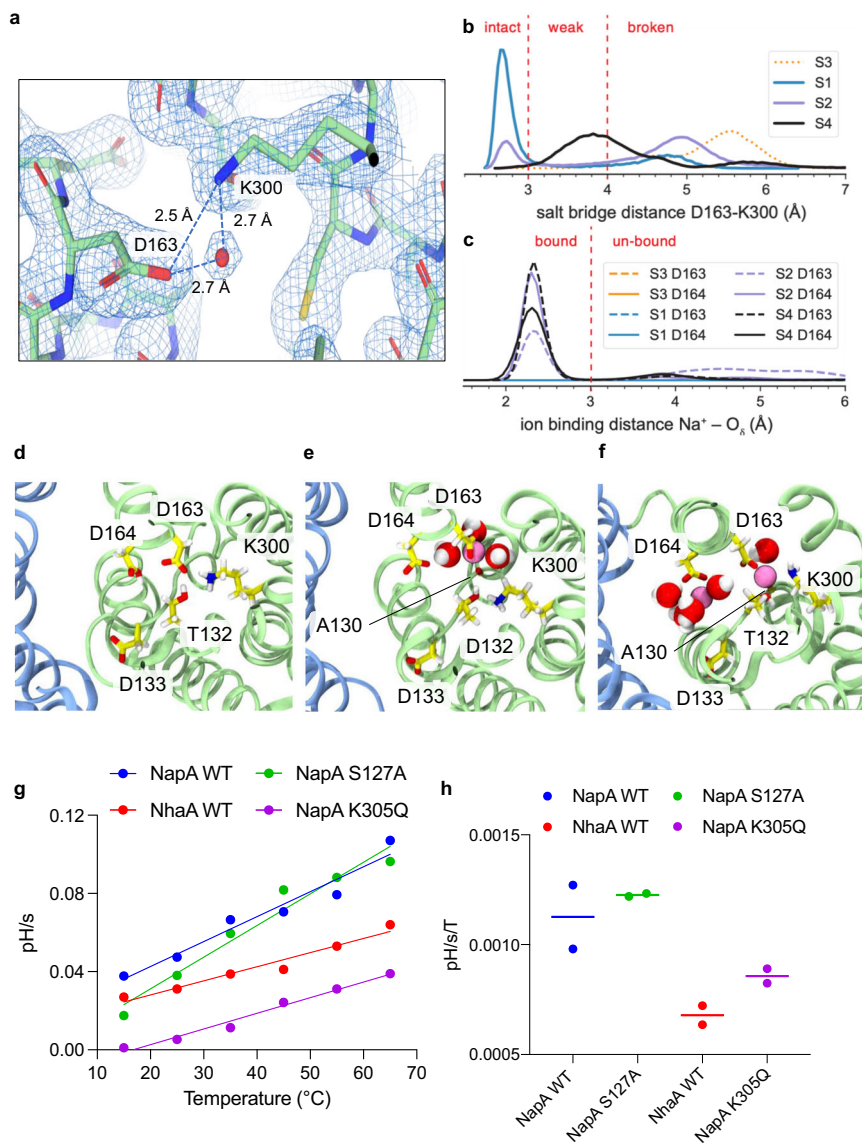 a
K300
2.5 Å
2.7 Å
D163
2.7 Å
b
intact weak broken
S3
S1
S2
S4
2 3 4 5 6 7
salt bridge distance D163-K300 (Å)
c
bound un-bound
S3 D163 S2 D163
S3 D164 S2 D164
S1 D163 S4 D163
S1 D164 S4 D164
2 3 4 5 6
ion binding distance Na⁺ – Oδ (Å)
d
D163
D164
K300
T132
D133
e
D163
D164
K300
A130
D132
D133
f
D163
D164
K300
A130
T132
D133
g
NapA WT NapA S127A
NhaA WT NapA K305Q
0.12
0.08
0.04
0.00
pH/s
10 20 30 40 50 60 70
Temperature (°C)
h
NapA WT NapA S127A
NhaA WT NapA K305Q
0.0015
0.0010
0.0005
pH/s/T
NapA WT
NapA S127A
NhaA WT
NapA K305Q